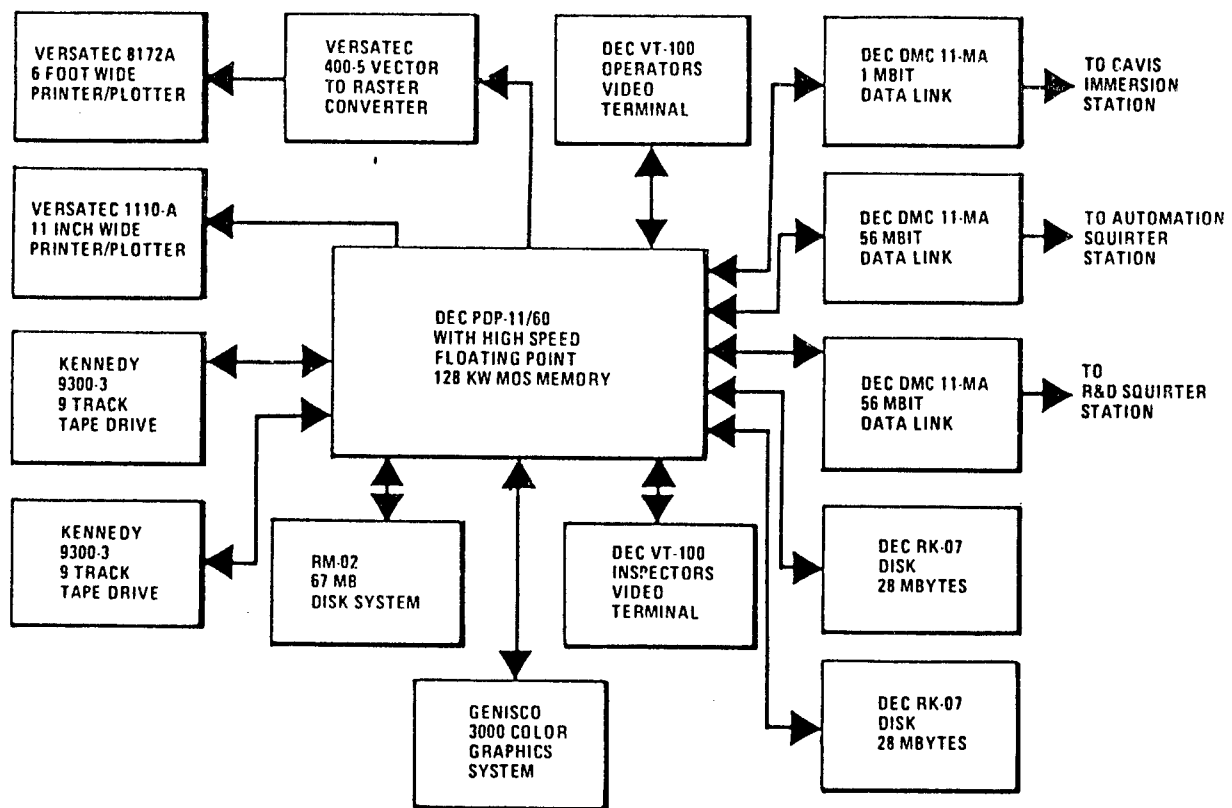 VERSATEC 8172A
6 FOOT WIDE
PRINTER/PLOTTER
VERSATEC
400-5 VECTOR
TO RASTER
CONVERTER
DEC VT-100
OPERATORS
VIDEO
TERMINAL
DEC DMC 11-MA
1 MBIT
DATA LINK
TO CAVIS
IMMERSION
STATION
VERSATEC 1110-A
11 INCH WIDE
PRINTER/PLOTTER
DEC DMC 11-MA
56 MBIT
DATA LINK
TO AUTOMATION
SQUIRTER
STATION
DEC PDP-11/60
WITH HIGH SPEED
FLOATING POINT
128 KW MOS MEMORY
KENNEDY
9300-3
9 TRACK
TAPE DRIVE
DEC DMC 11-MA
56 MBIT
DATA LINK
TO
R&D SQUIRTER
STATION
KENNEDY
9300-3
9 TRACK
TAPE DRIVE
RM-02
67 MB
DISK SYSTEM
DEC VT-100
INSPECTORS
VIDEO
TERMINAL
DEC RK-07
DISK
28 MBYTES
GENISCO
3000 COLOR
GRAPHICS
SYSTEM
DEC RK-07
DISK
28 MBYTES